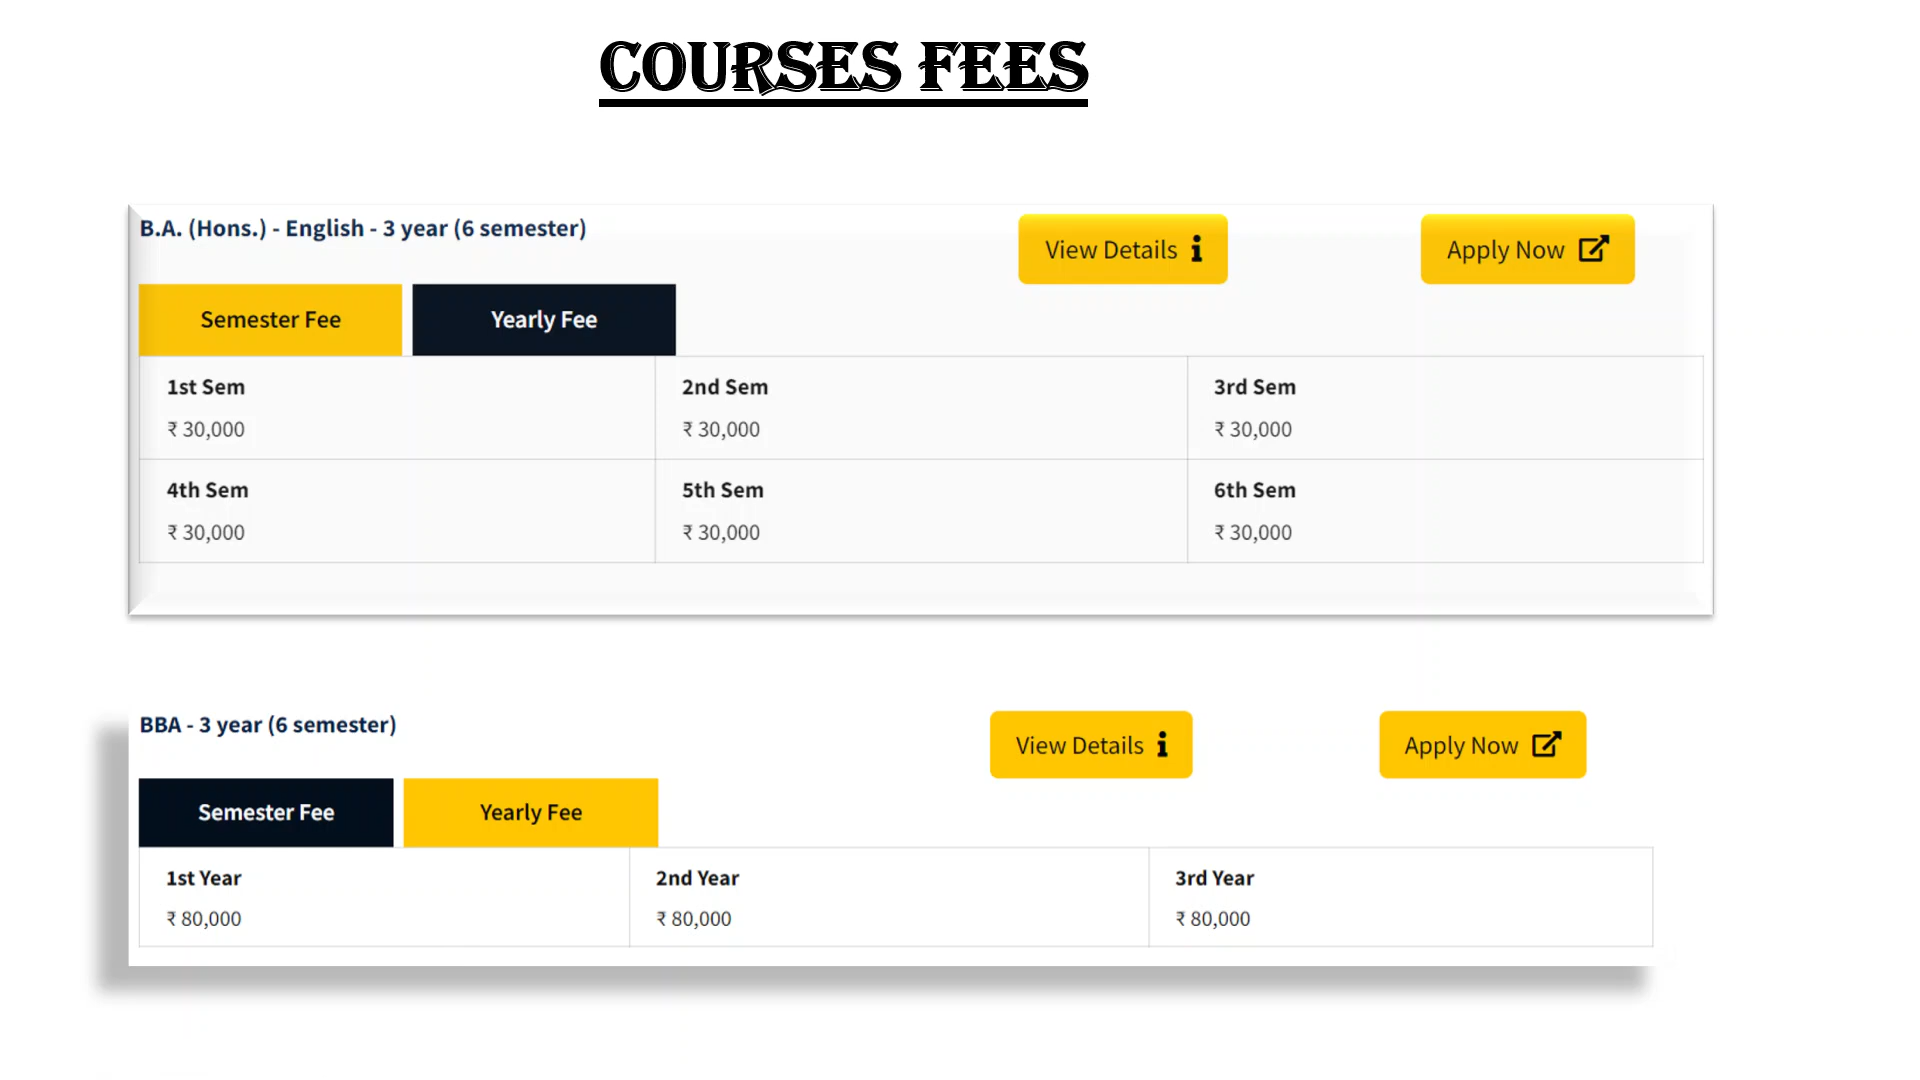 COURSES FEES
B.A. (Hons.) - English - 3 year (6 semester)
View Details
Apply Now
Semester Fee
Yearly Fee
1st Sem
2nd Sem
3rd Sem
₹ 30,000
₹ 30,000
₹ 30,000
4th Sem
5th Sem
6th Sem
₹ 30,000
₹ 30,000
₹ 30,000
BBA - 3 year (6 semester)
View Details
Apply Now
Semester Fee
Yearly Fee
1st Year
2nd Year
3rd Year
₹ 80,000
₹ 80,000
₹ 80,000